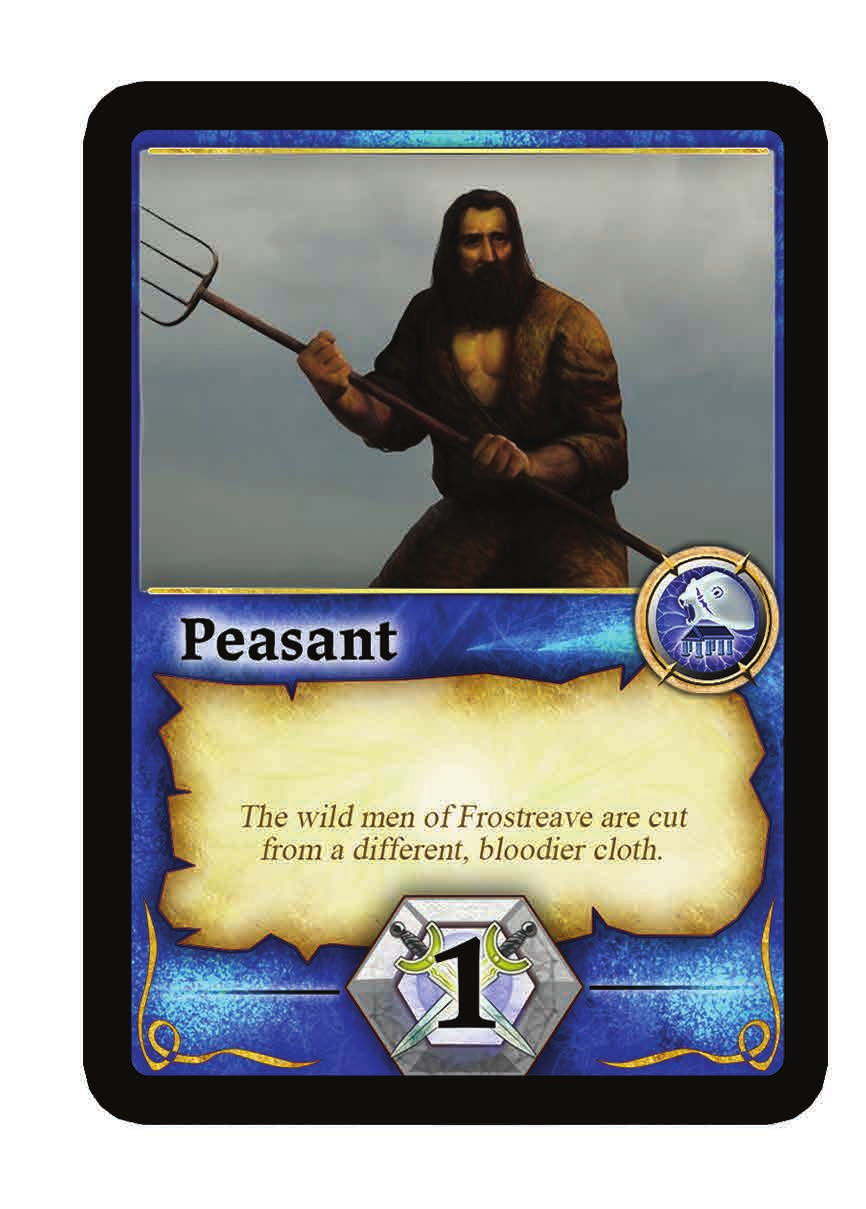 Peasant
The wild men of Frostreave are cut
from a different, bloodier cloth.
1